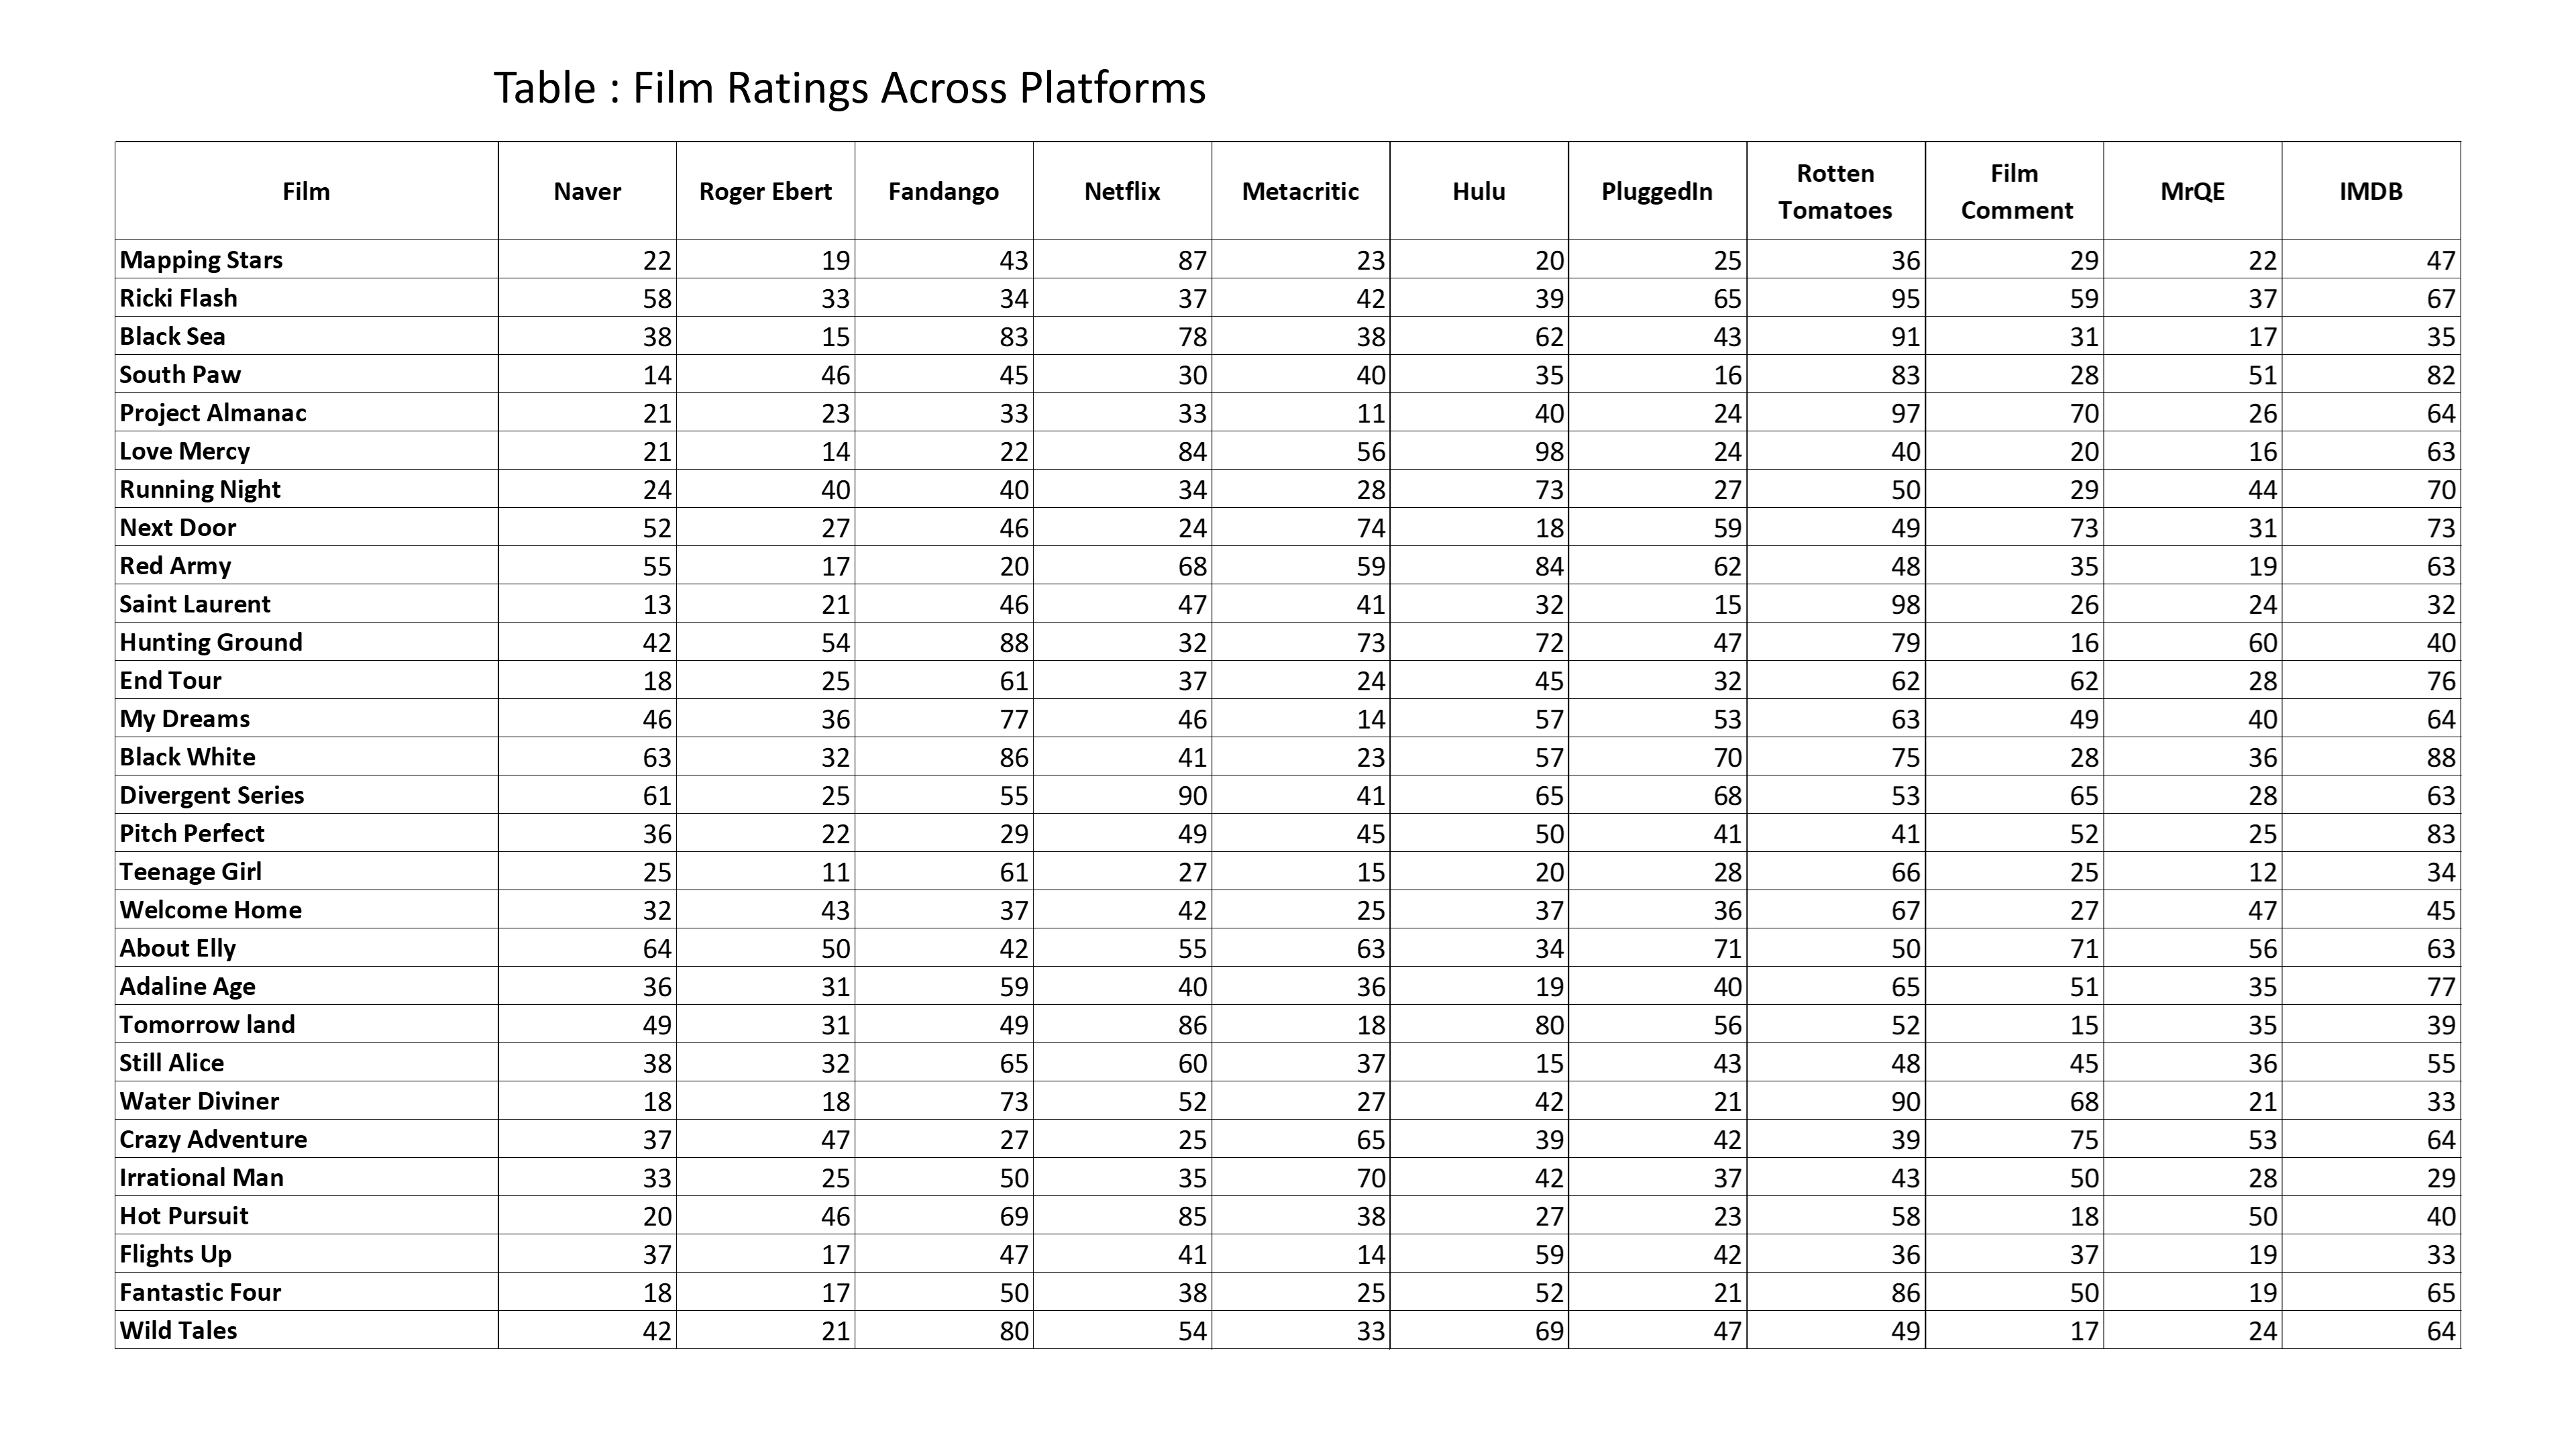 Table : Film Ratings Across Platforms
Film Naver Roger Ebert Fandango Netflix Metacritic Hulu PluggedIn Rotten Tomatoes Film Comment MrQE IMDB
Mapping Stars 22 19 43 87 23 20 25 36 29 22 47
Ricki Flash 58 33 34 37 42 39 65 95 59 37 67
Black Sea 38 15 83 78 38 62 43 91 31 17 35
South Paw 14 46 45 30 40 35 16 83 28 51 82
Project Almanac 21 23 33 33 11 40 24 97 70 26 64
Love Mercy 21 14 22 84 56 98 24 40 20 16 63
Running Night 24 40 40 34 28 73 27 50 29 44 70
Next Door 52 27 46 24 74 18 59 49 73 31 73
Red Army 55 17 20 68 59 84 62 48 35 19 63
Saint Laurent 13 21 46 47 41 32 15 98 26 24 32
Hunting Ground 42 54 88 32 73 72 47 79 16 60 40
End Tour 18 25 61 37 24 45 32 62 62 28 76
My Dreams 46 36 77 46 14 57 53 63 49 40 64
Black White 63 32 86 41 23 57 70 75 28 36 88
Divergent Series 61 25 55 90 41 65 68 53 65 28 63
Pitch Perfect 36 22 29 49 45 50 41 41 52 25 83
Teenage Girl 25 11 61 27 15 20 28 66 25 12 34
Welcome Home 32 43 37 42 25 37 36 67 27 47 45
About Elly 64 50 42 55 63 34 71 50 71 56 63
Adaline Age 36 31 59 40 36 19 40 65 51 35 77
Tomorrow land 49 31 49 86 18 80 56 52 15 35 39
Still Alice 38 32 65 60 37 15 43 48 45 36 55
Water Diviner 18 18 73 52 27 42 21 90 68 21 33
Crazy Adventure 37 47 27 25 65 39 42 39 75 53 64
Irrational Man 33 25 50 35 70 42 37 43 50 28 29
Hot Pursuit 20 46 69 85 38 27 23 58 18 50 40
Flights Up 37 17 47 41 14 59 42 36 37 19 33
Fantastic Four 18 17 50 38 25 52 21 86 50 19 65
Wild Tales 42 21 80 54 33 69 47 49 17 24 64